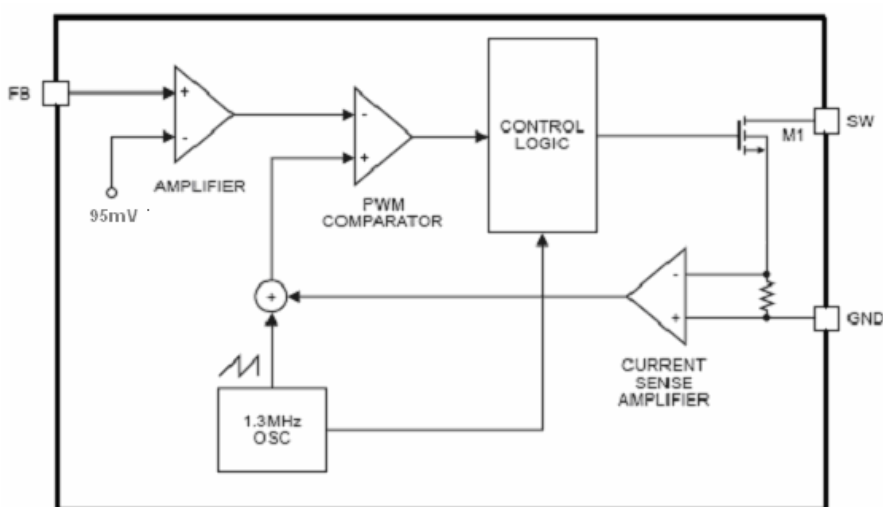 FB
+
-
95mV
AMPLIFIER
-
+
PWM
COMPARATOR
CONTROL
LOGIC
M1
SW
+
-
+
GND
CURRENT
SENSE
AMPLIFIER
1.3MHz
OSC